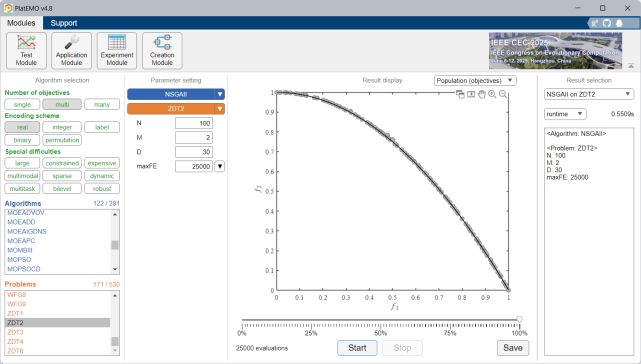 PlatEMO v4.8
Modules Support
Test Module
Application Module
Experiment Module
Creation Module
IEEE CEC 2025
IEEE Congress on Evolutionary Computation
June 8-12, 2025, Hangzhou, China
Algorithm selection
Number of objectives
single multi many
Encoding scheme
real integer label
binary permutation
Special difficulties
large constrained expensive
multimodal sparse dynamic
multitask bilevel robust
Algorithms 122 / 281
MOEADVOV
MOEADD
MOEAIGDNS
MOEAPC
MOMBIII
MOPSO
MOPSOCD
Problems 171 / 530
WFG8
WFG9
ZDT1
ZDT2
ZDT3
ZDT4
ZDT6
Parameter setting
NSGAII
ZDT2
N 100
M 2
D 30
maxFE 25000
Result display
Population (objectives)
1
0.9
0.8
0.7
0.6
0.5
0.4
0.3
0.2
0.1
0
f2
0 0.1 0.2 0.3 0.4 0.5 0.6 0.7 0.8 0.9 1
f1
0% 25% 50% 75% 100%
25000 evaluations
Start Stop Save
Result selection
NSGAII on ZDT2
runtime 0.5509s
<Algorithm: NSGAII>
<Problem: ZDT2>
N: 100
M: 2
D: 30
maxFE: 25000